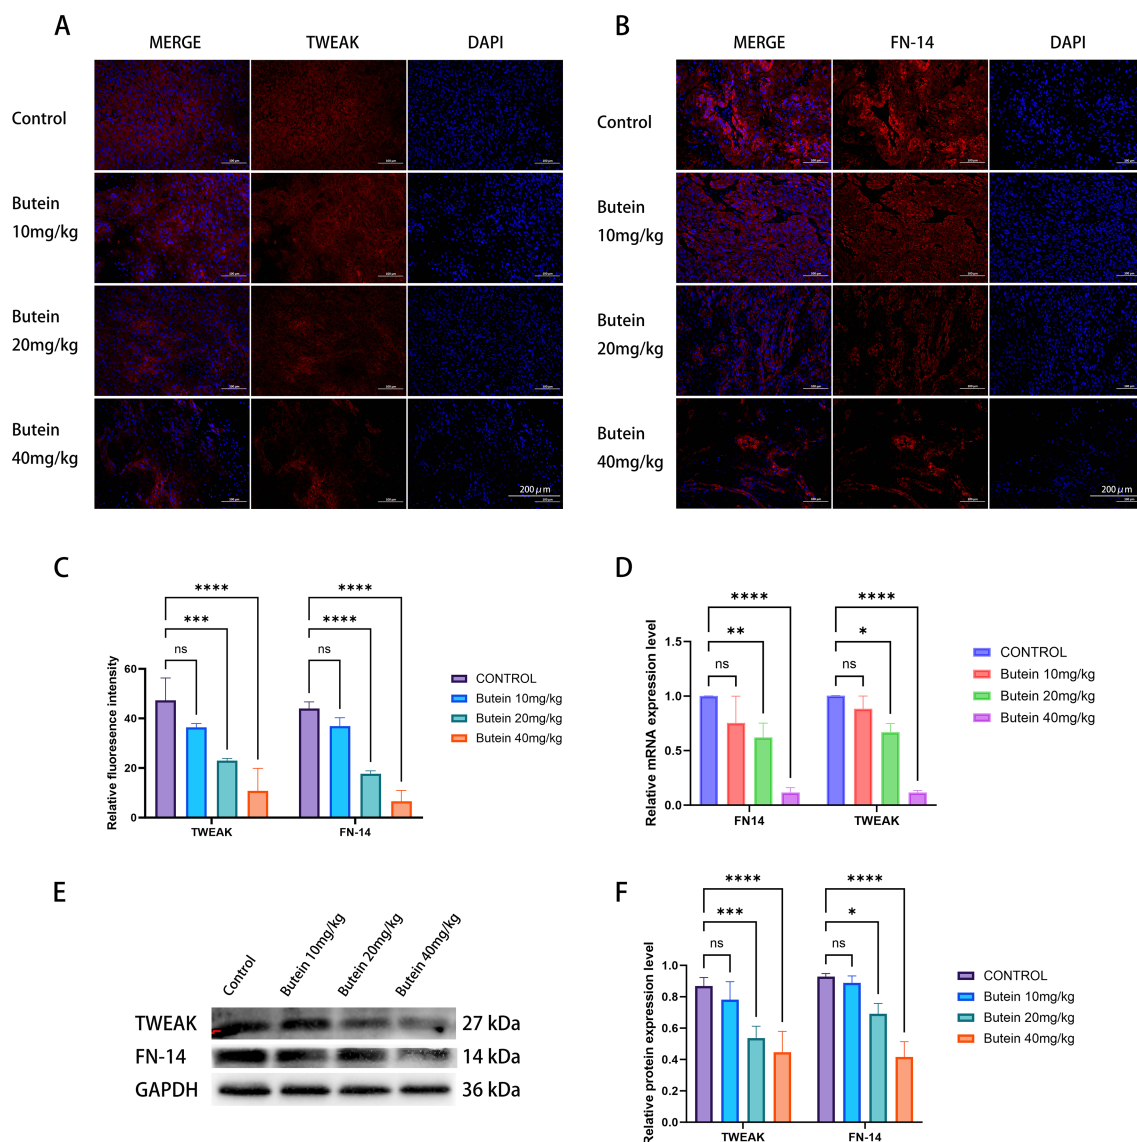 A
MERGE TWEAK DAPI
Control
Butein
10mg/kg
Butein
20mg/kg
Butein
40mg/kg
200 μm
B
MERGE FN-14 DAPI
Control
Butein
10mg/kg
Butein
20mg/kg
Butein
40mg/kg
200 μm
C
Relative fluoresence intensity
60
40
20
0
ns *** ****
ns **** ****
TWEAK FN-14
CONTROL
Butein 10mg/kg
Butein 20mg/kg
Butein 40mg/kg
D
Relative mRNA expression level
1.5
1.0
0.5
0.0
ns ** ****
ns * ****
FN14 TWEAK
CONTROL
Butein 10mg/kg
Butein 20mg/kg
Butein 40mg/kg
E
Control Butein 10mg/kg Butein 20mg/kg Butein 40mg/kg
TWEAK 27 kDa
FN-14 14 kDa
GAPDH 36 kDa
F
Relative protein expression level
1.0
0.8
0.6
0.4
0.2
0.0
ns *** ****
ns * ****
TWEAK FN-14
CONTROL
Butein 10mg/kg
Butein 20mg/kg
Butein 40mg/kg